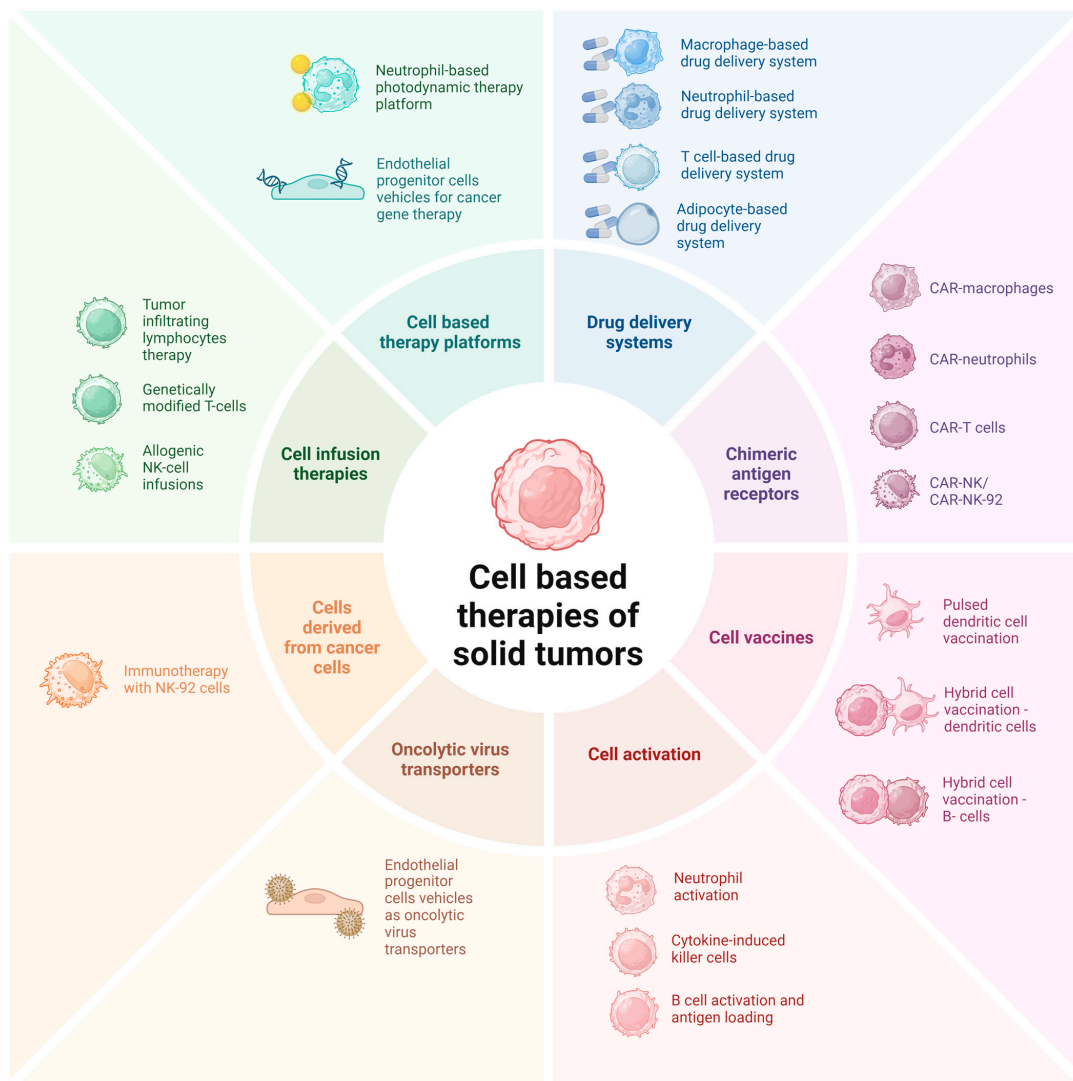 Neutrophil-based
photodynamic therapy
platform
Endothelial
progenitor cells
vehicles for cancer
gene therapy
Macrophage-based
drug delivery system
Neutrophil-based
drug delivery system
T cell-based drug
delivery system
Adipocyte-based
drug delivery
system
Cell based
therapy platforms
Drug delivery
systems
Tumor
infiltrating
lymphocytes
therapy
Genetically
modified T-cells
Allogenic
NK-cell
infusions
Cell infusion
therapies
Chimeric
antigen
receptors
CAR-macrophages
CAR-neutrophils
CAR-T cells
CAR-NK/
CAR-NK-92
Cell based
therapies of
solid tumors
Cells
derived
from cancer
cells
Immunotherapy
with NK-92 cells
Cell vaccines
Pulsed
dendritic cell
vaccination
Hybrid cell
vaccination -
dendritic cells
Hybrid cell
vaccination -
B- cells
Oncolytic virus
transporters
Cell activation
Endothelial
progenitor
cells vehicles
as oncolytic
virus
transporters
Neutrophil
activation
Cytokine-induced
killer cells
B cell activation and
antigen loading